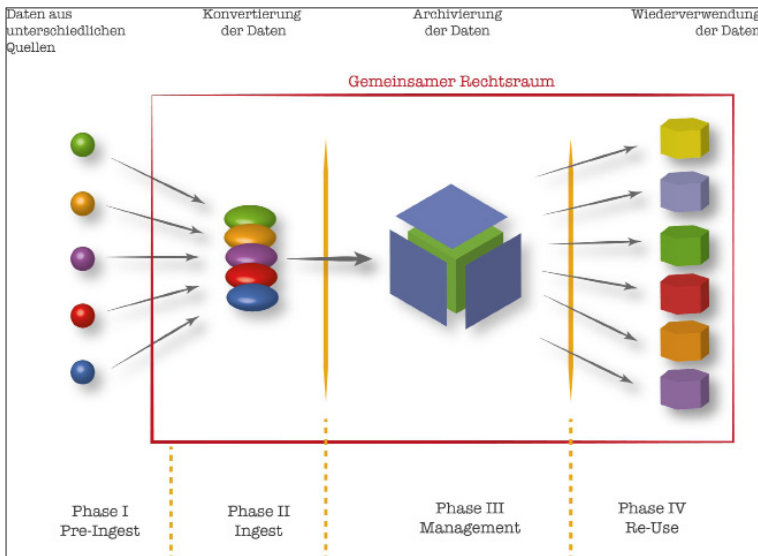 Daten aus
unterschiedlichen
Quellen
Konvertierung
der Daten
Archivierung
der Daten
Wiederverwendung
der Daten
Gemeinsamer Rechtsraum
Phase I
Pre-Ingest
Phase II
Ingest
Phase III
Management
Phase IV
Re-Use